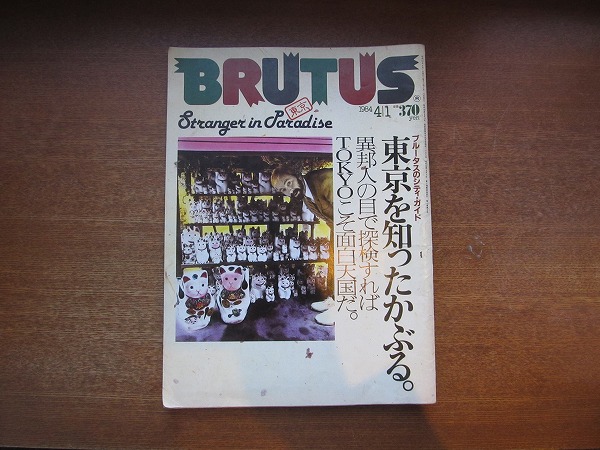 BRUTUS
Stranger in Paradise
東京
1984 4/1 370 yen
ブルータスのシティ・ガイド
東京を知ったかぶる。
異邦人の目で探検すれば
TOKYOこそ面白天国だ。